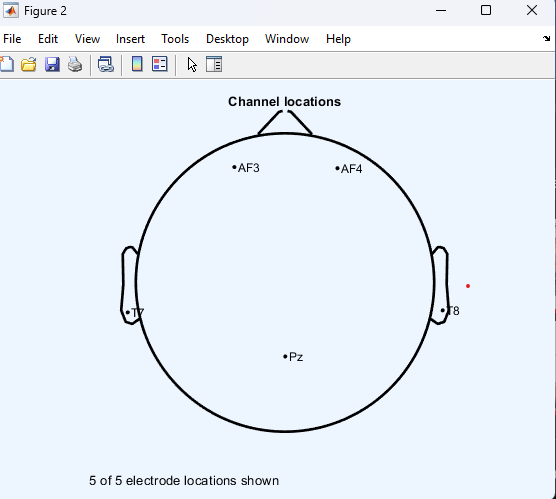 Figure 2
File Edit View Insert Tools Desktop Window Help
Channel locations
AF3 AF4
T7 T8
Pz
5 of 5 electrode locations shown